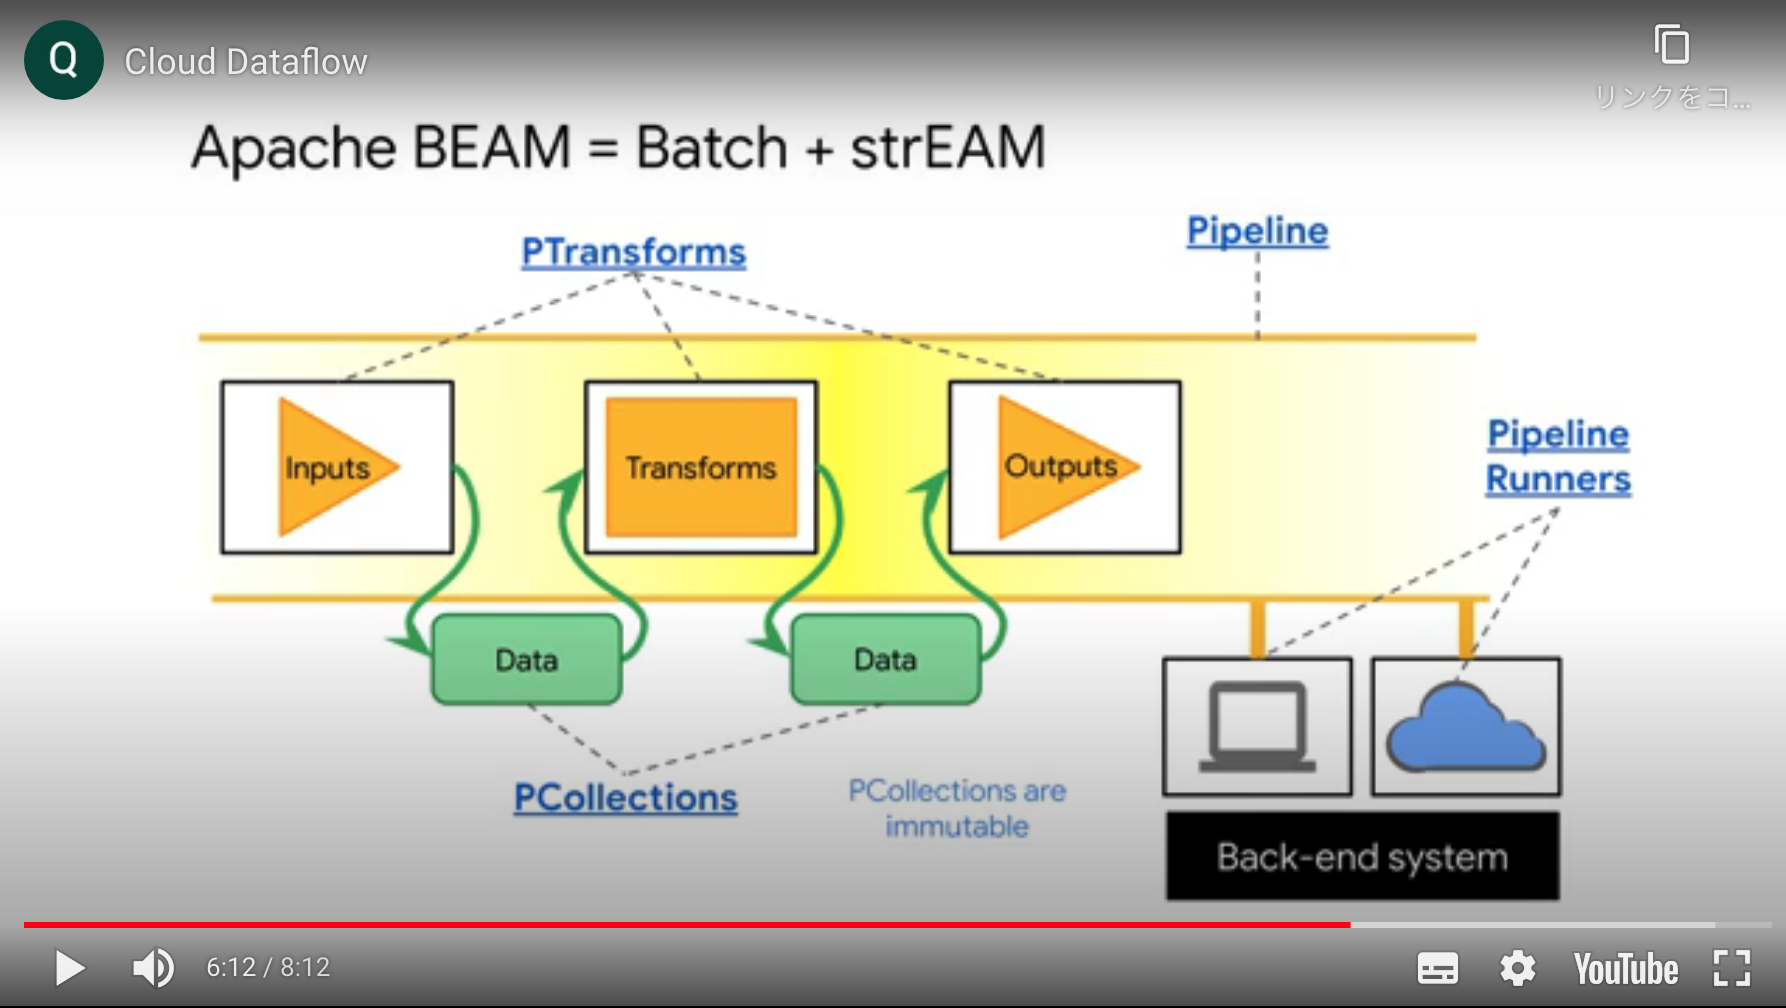 Q
Cloud Dataflow
リンクをコ...
Apache BEAM = Batch + strEAM
PTransforms
Pipeline
Inputs
Transforms
Outputs
Pipeline
Runners
Data
Data
PCollections
PCollections are
immutable
Back-end system
6:12 / 8:12
YouTube